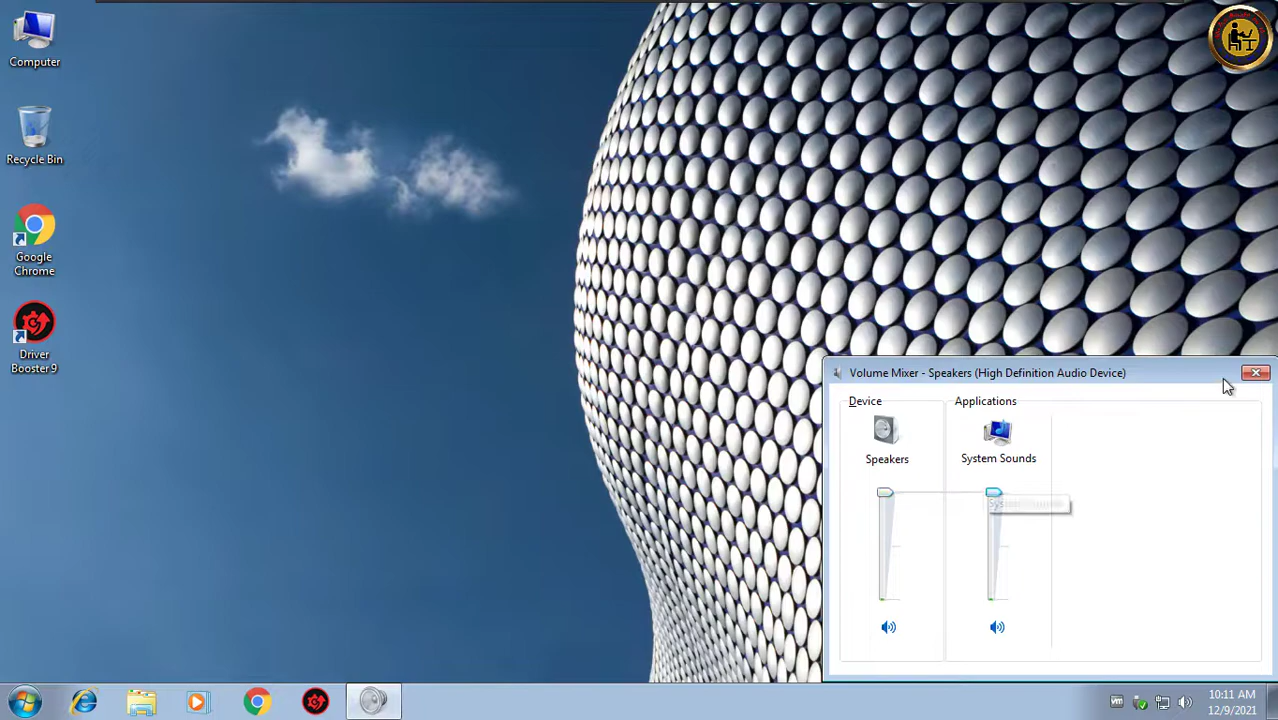 Computer
Recycle Bin
Google
Chrome
Driver
Booster 9
Volume Mixer - Speakers (High Definition Audio Device)
Device
Applications
Speakers
System Sounds
vm
10:11 AM
12/9/2021